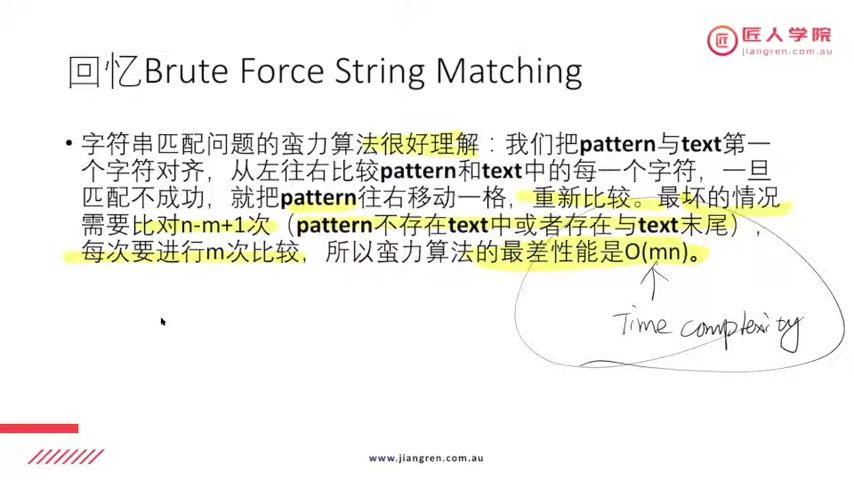 匠人学院
jiangren.com.au
回忆Brute Force String Matching
• 字符串匹配问题的蛮力算法很好理解：我们把pattern与text第一
个字符对齐，从左往右比较pattern和text中的每一个字符，一旦
匹配不成功，就把pattern往右移动一格，重新比较。最坏的情况
需要比对n-m+1次（pattern不存在text中或者存在与text末尾），
每次要进行m次比较，所以蛮力算法的最差性能是O(mn)。
Time complexity
www.jiangren.com.au